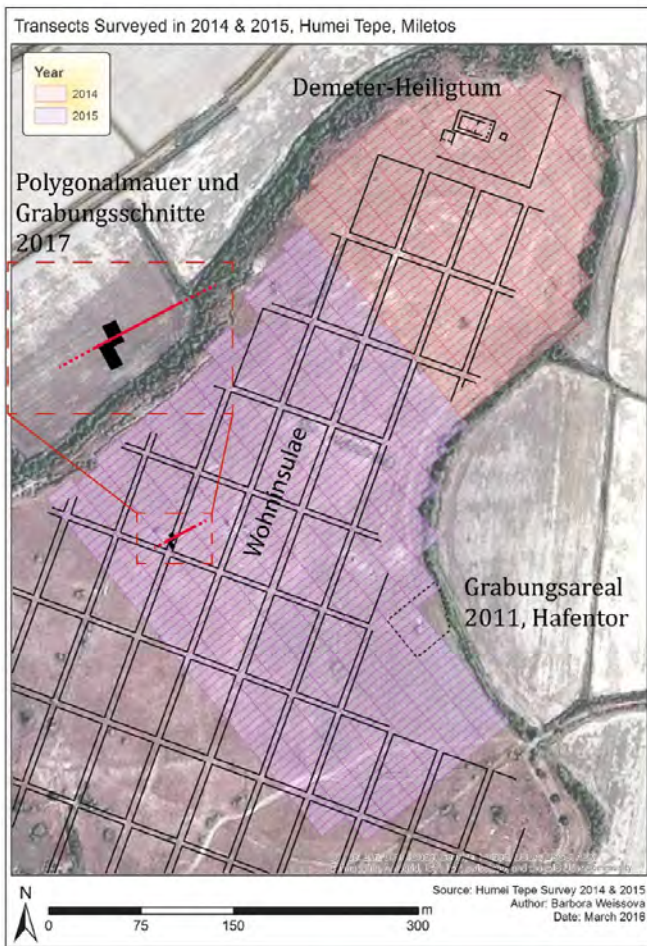 Transects Surveyed in 2014 & 2015, Humei Tepe, Miletos
Year
2014
2015
Demeter-Heiligtum
Polygonalmauer und
Grabungsschnitte
2017
Wohninsulae
Grabungsareal
2011, Hafentor
N
0 75 150 300
m
Source: Humei Tepe Survey 2014 & 2015
Author: Barbora Weissova
Date: March 2016